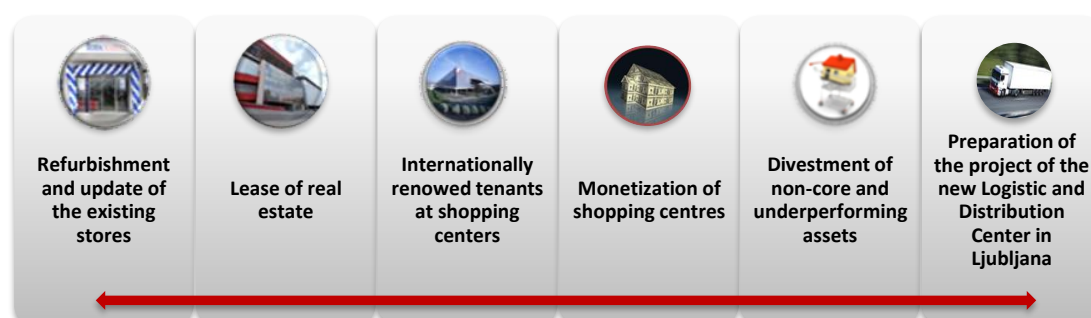 Refurbishment
and update of
the existing
stores
Lease of real
estate
Internationally
renowed tenants
at shopping
centers
Monetization of
shopping centres
Divestment of
non-core and
underperforming
assets
Preparation of
the project of the
new Logistic and
Distribution
Center in
Ljubljana